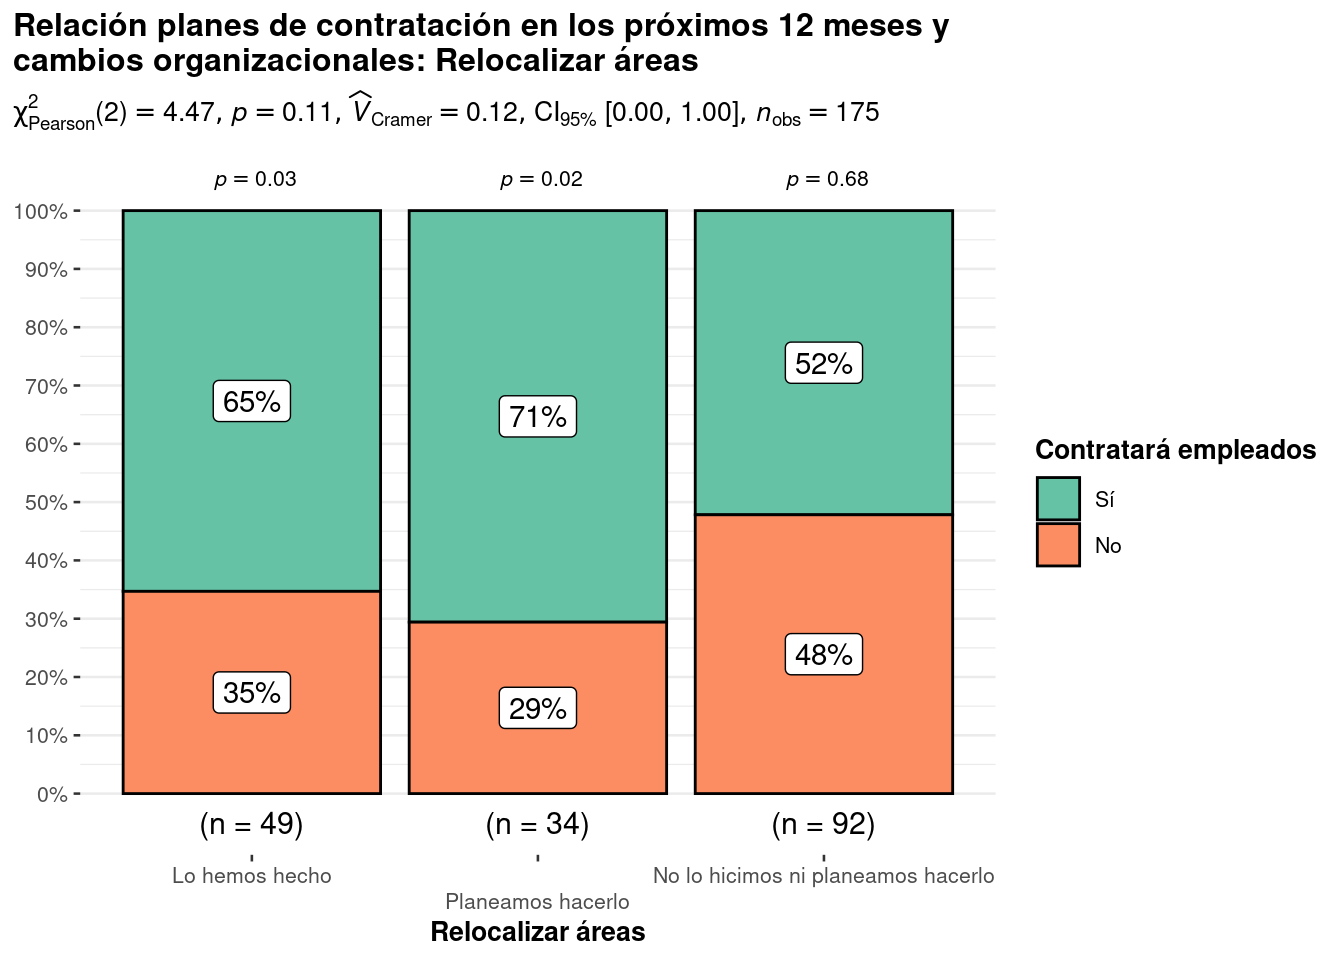 Relación planes de contratación en los próximos 12 meses y
cambios organizacionales: Relocalizar áreas
χ²Pearson(2) = 4.47, p = 0.11, V̂Cramer = 0.12, CI95% [0.00, 1.00], nobs = 175
p = 0.03 p = 0.02 p = 0.68
100%
90%
80%
70%
60%
50%
40%
30%
20%
10%
0%
65% 71% 52%
35% 29% 48%
(n = 49) (n = 34) (n = 92)
Lo hemos hecho
Planeamos hacerlo
No lo hicimos ni planeamos hacerlo
Relocalizar áreas
Contratará empleados
Sí
No